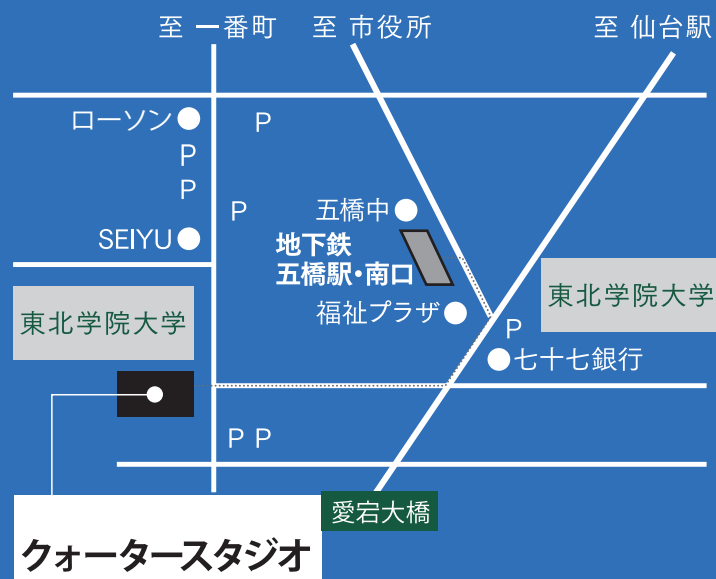 至 一番町
至 市役所
至 仙台駅
ローソン
P
P
P
P
五橋中
SEIYU
地下鉄
五橋駅・南口
東北学院大学
福祉プラザ
東北学院大学
P
七十七銀行
P P
愛宕大橋
クォータースタジオ